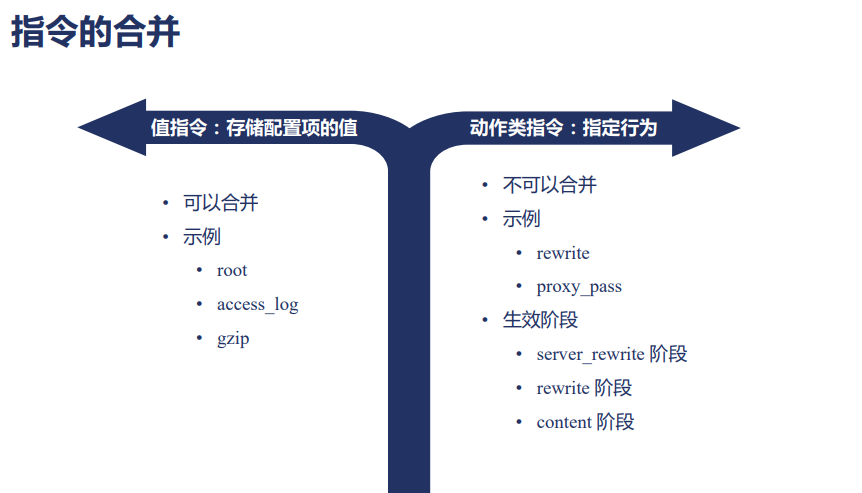 指令的合并
值指令：存储配置项的值
• 可以合并
• 示例
• root
• access_log
• gzip
动作类指令：指定行为
• 不可以合并
• 示例
• rewrite
• proxy_pass
• 生效阶段
• server_rewrite 阶段
• rewrite 阶段
• content 阶段